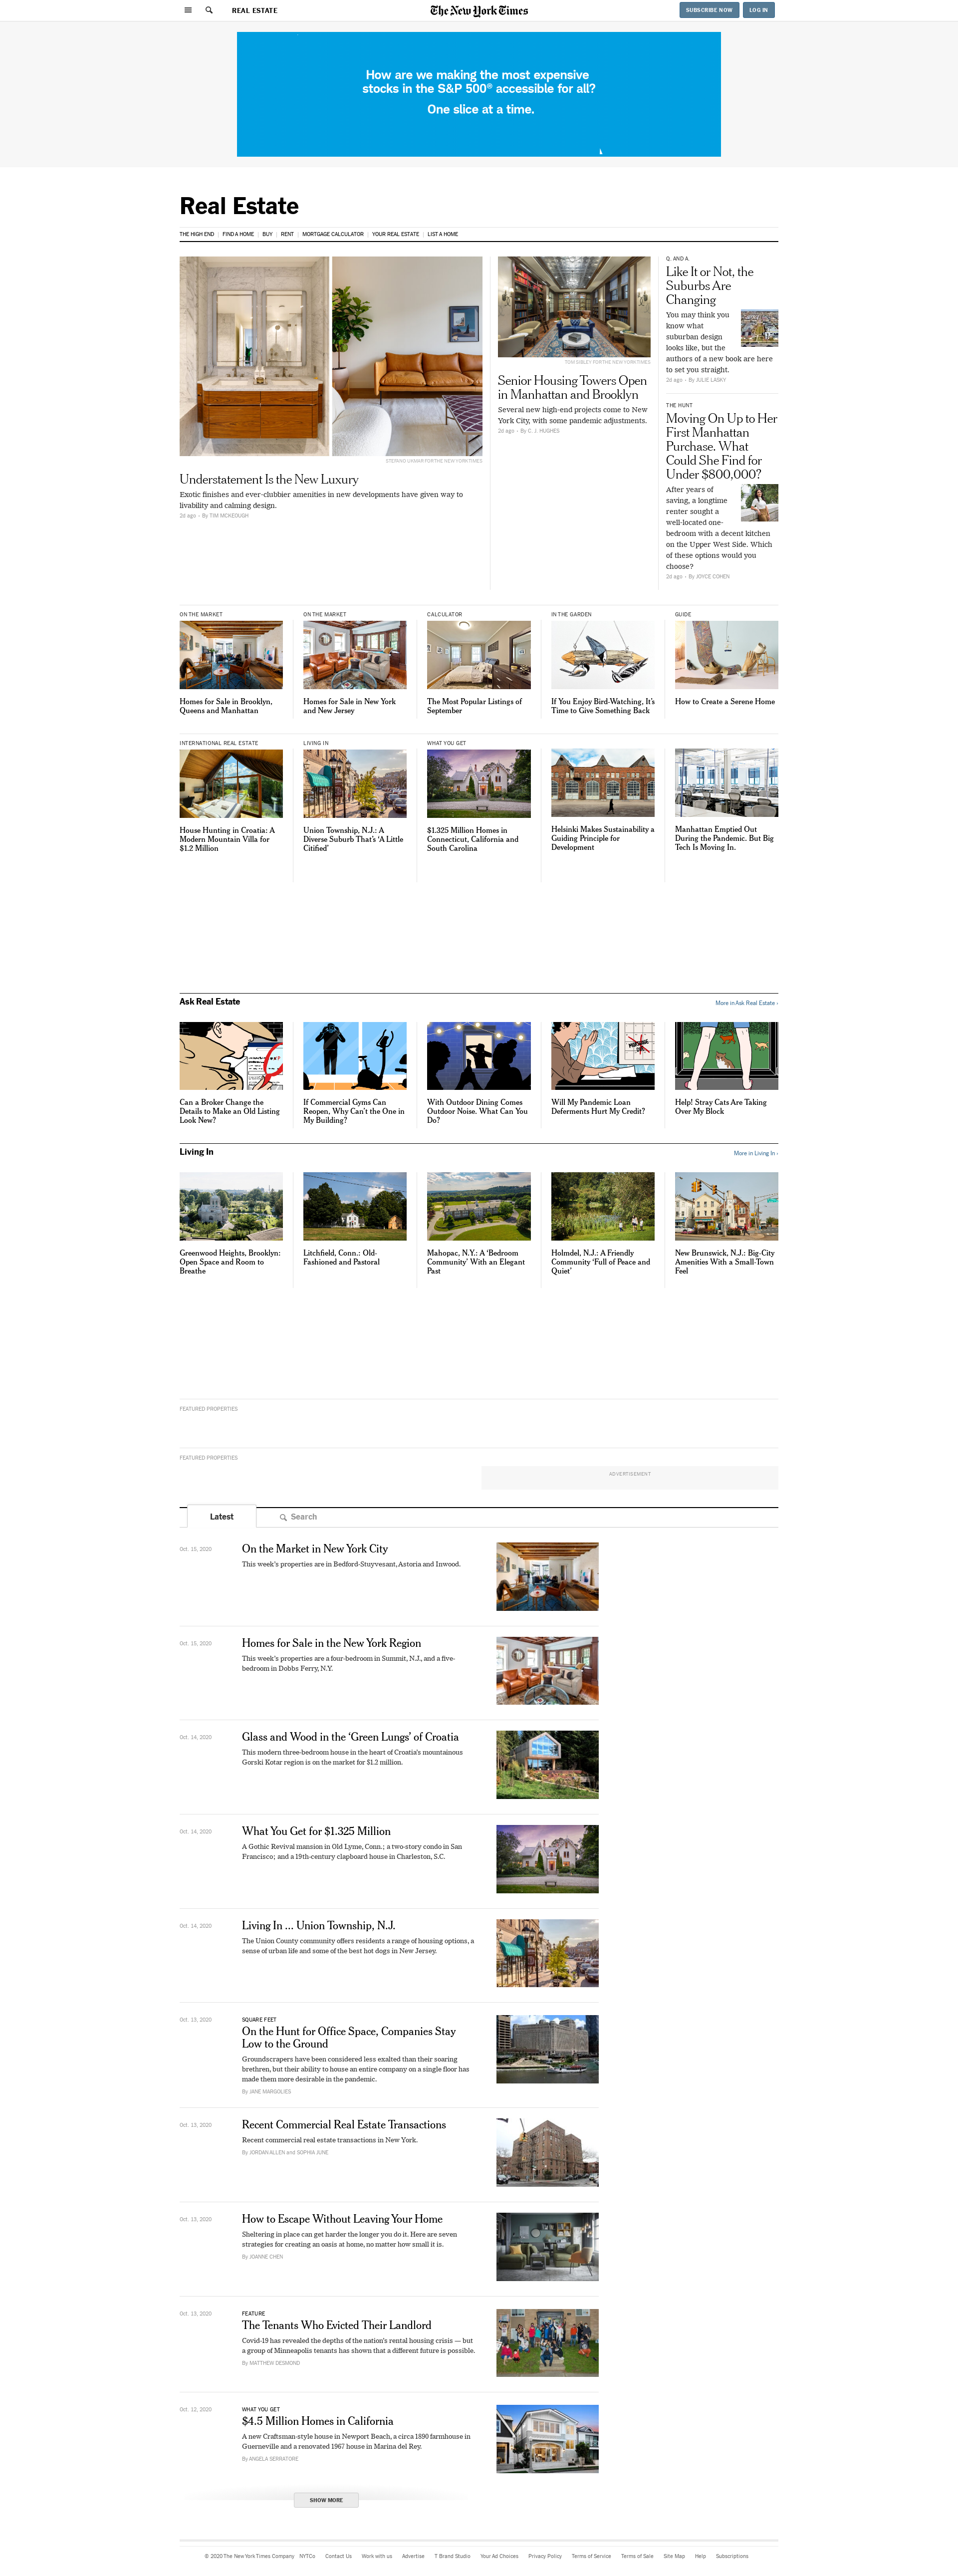 REAL ESTATE
The New York Times
SUBSCRIBE NOW
LOG IN
How are we making the most expensive
stocks in the S&P 500® accessible for all?
One slice at a time.
Real Estate
THE HIGH END
FIND A HOME
BUY
RENT
MORTGAGE CALCULATOR
YOUR REAL ESTATE
LIST A HOME
STEFANO UKMAR FOR THE NEW YORK TIMES
Understatement Is the New Luxury
Exotic finishes and ever-clubbier amenities in new developments have given way to
livability and calming design.
2d ago - By TIM MCKEOUGH
TOM SIBLEY FOR THE NEW YORK TIMES
Senior Housing Towers Open
in Manhattan and Brooklyn
Several new high-end projects come to New
York City, with some pandemic adjustments.
2d ago - By C. J. HUGHES
Q. AND A.
Like It or Not, the
Suburbs Are
Changing
You may think you
know what
suburban design
looks like, but the
authors of a new book are here
to set you straight.
2d ago - By JULIE LASKY
THE HUNT
Moving On Up to Her
First Manhattan
Purchase. What
Could She Find for
Under $800,000?
After years of
saving, a longtime
renter sought a
well-located one-
bedroom with a decent kitchen
on the Upper West Side. Which
of these options would you
choose?
2d ago - By JOYCE COHEN
ON THE MARKET
Homes for Sale in Brooklyn,
Queens and Manhattan
ON THE MARKET
Homes for Sale in New York
and New Jersey
CALCULATOR
The Most Popular Listings of
September
IN THE GARDEN
If You Enjoy Bird-Watching, It's
Time to Give Something Back
GUIDE
How to Create a Serene Home
INTERNATIONAL REAL ESTATE
House Hunting in Croatia: A
Modern Mountain Villa for
$1.2 Million
LIVING IN
Union Township, N.J.: A
Diverse Suburb That's 'A Little
Citified'
WHAT YOU GET
$1.325 Million Homes in
Connecticut, California and
South Carolina
Helsinki Makes Sustainability a
Guiding Principle for
Development
Manhattan Emptied Out
During the Pandemic. But Big
Tech Is Moving In.
Ask Real Estate
More in Ask Real Estate ›
Can a Broker Change the
Details to Make an Old Listing
Look New?
If Commercial Gyms Can
Reopen, Why Can't the One in
My Building?
With Outdoor Dining Comes
Outdoor Noise. What Can You
Do?
Will My Pandemic Loan
Deferments Hurt My Credit?
Help! Stray Cats Are Taking
Over My Block
Living In
More in Living In ›
Greenwood Heights, Brooklyn:
Open Space and Room to
Breathe
Litchfield, Conn.: Old-
Fashioned and Pastoral
Mahopac, N.Y.: A 'Bedroom
Community' With an Elegant
Past
Holmdel, N.J.: A Friendly
Community 'Full of Peace and
Quiet'
New Brunswick, N.J.: Big-City
Amenities With a Small-Town
Feel
FEATURED PROPERTIES
FEATURED PROPERTIES
ADVERTISEMENT
Latest
Search
Oct. 15, 2020
On the Market in New York City
This week's properties are in Bedford-Stuyvesant, Astoria and Inwood.
Oct. 15, 2020
Homes for Sale in the New York Region
This week's properties are a four-bedroom in Summit, N.J., and a five-
bedroom in Dobbs Ferry, N.Y.
Oct. 14, 2020
Glass and Wood in the 'Green Lungs' of Croatia
This modern three-bedroom house in the heart of Croatia's mountainous
Gorski Kotar region is on the market for $1.2 million.
Oct. 14, 2020
What You Get for $1.325 Million
A Gothic Revival mansion in Old Lyme, Conn.; a two-story condo in San
Francisco; and a 19th-century clapboard house in Charleston, S.C.
Oct. 14, 2020
Living In ... Union Township, N.J.
The Union County community offers residents a range of housing options, a
sense of urban life and some of the best hot dogs in New Jersey.
Oct. 13, 2020
SQUARE FEET
On the Hunt for Office Space, Companies Stay
Low to the Ground
Groundscrapers have been considered less exalted than their soaring
brethren, but their ability to house an entire company on a single floor has
made them more desirable in the pandemic.
By JANE MARGOLIES
Oct. 13, 2020
Recent Commercial Real Estate Transactions
Recent commercial real estate transactions in New York.
By JORDAN ALLEN and SOPHIA JUNE
Oct. 13, 2020
How to Escape Without Leaving Your Home
Sheltering in place can get harder the longer you do it. Here are seven
strategies for creating an oasis at home, no matter how small it is.
By JOANNE CHEN
Oct. 13, 2020
FEATURE
The Tenants Who Evicted Their Landlord
Covid-19 has revealed the depths of the nation's rental housing crisis — but
a group of Minneapolis tenants has shown that a different future is possible.
By MATTHEW DESMOND
Oct. 12, 2020
WHAT YOU GET
$4.5 Million Homes in California
A new Craftsman-style house in Newport Beach, a circa 1890 farmhouse in
Guerneville and a renovated 1967 house in Marina del Rey.
By ANGELA SERRATORE
SHOW MORE
© 2020 The New York Times Company
NYTCo
Contact Us
Work with us
Advertise
T Brand Studio
Your Ad Choices
Privacy Policy
Terms of Service
Terms of Sale
Site Map
Help
Subscriptions